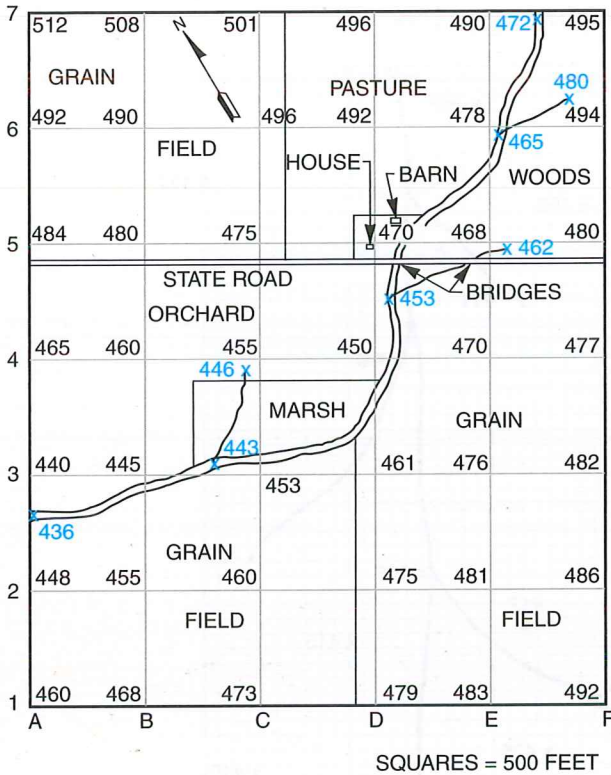 7 512 508 501 496 490 472 495
N
GRAIN PASTURE 480
492 490 496 492 478 494
6 465
FIELD HOUSE BARN WOODS
484 480 475 470 468 480
5 462
STATE ROAD
453 BRIDGES
ORCHARD
465 460 455 450 470 477
4 446
MARSH GRAIN
443
440 445 461 476 482
3 453
436
GRAIN
448 455 460 475 481 486
2
FIELD FIELD
460 468 473 479 483 492
1
A B C D E F
SQUARES = 500 FEET